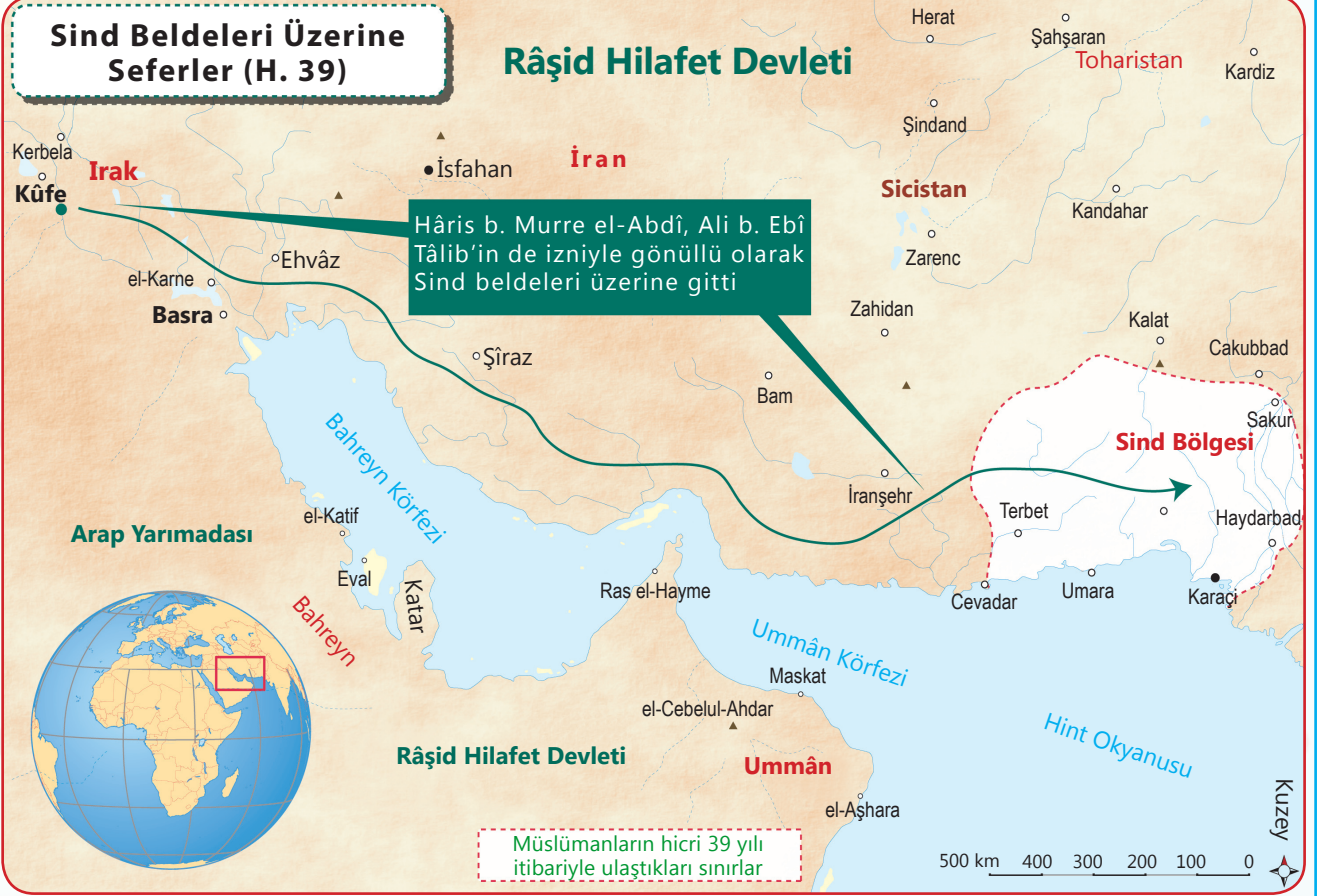 Sind Beldeleri Üzerine
Seferler (H. 39)
Râşid Hilafet Devleti
Herat
Şahşaran
Toharistan
Kardiz
Şindand
Kerbela
Irak
Kûfe
İsfahan
İran
Sicistan
Kandahar
Zarenc
Hâris b. Murre el-Abdî, Ali b. Ebî
Tâlib’in de izniyle gönüllü olarak
Sind beldeleri üzerine gitti
Ehvâz
el-Karne
Basra
Zahidan
Kalat
Cakubbad
Şîraz
Bam
Sakur
Sind Bölgesi
Bahreyn Körfezi
İranşehr
Terbet
Haydarbad
el-Katif
Arap Yarımadası
Eval
Katar
Ras el-Hayme
Cevadar
Umara
Karaçi
Bahreyn
Ummân Körfezi
Maskat
el-Cebelul-Ahdar
Hint Okyanusu
Râşid Hilafet Devleti
Ummân
el-Aşhara
Kuzey
Müslümanların hicri 39 yılı
itibariyle ulaştıkları sınırlar
500 km 400 300 200 100 0